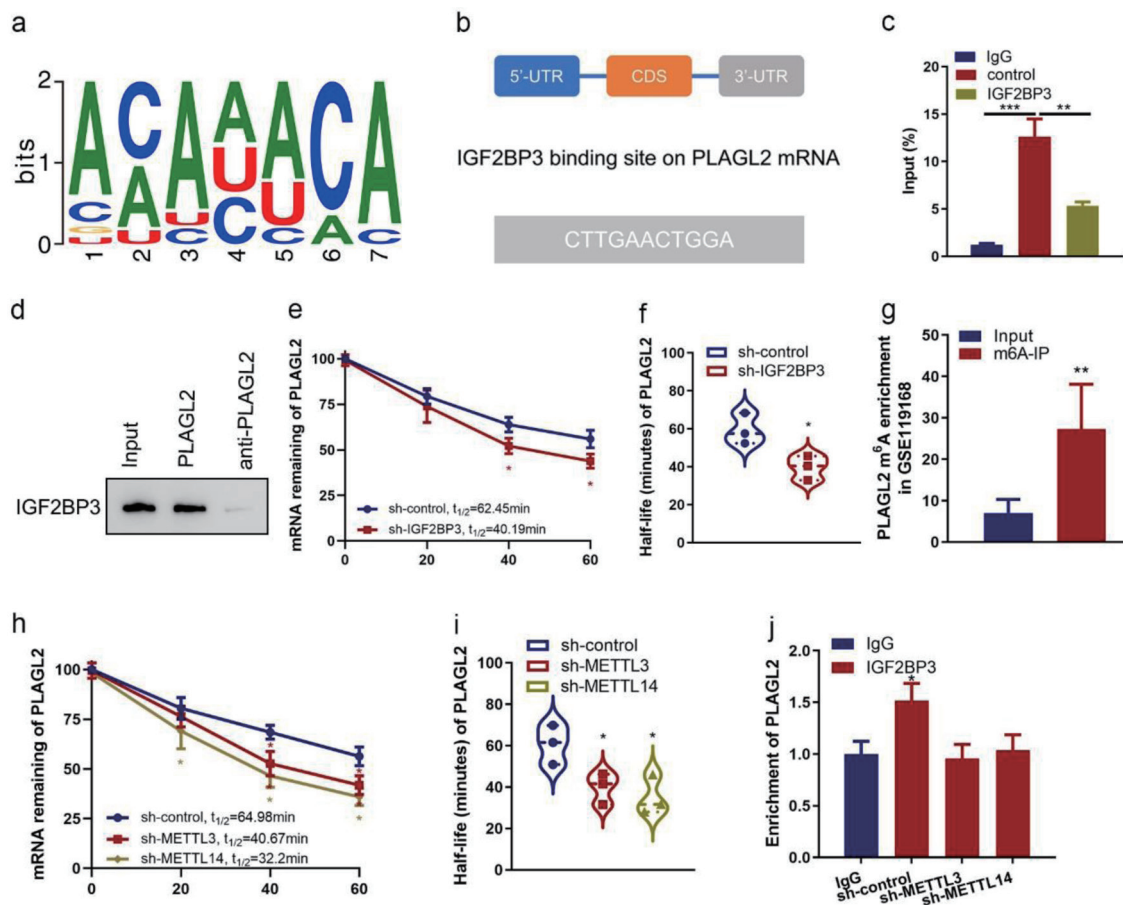 a
bits
2
1
0
A C A A A C A
C A U U U A C
G U C C C
U
1 2 3 4 5 6 7
b
5'-UTR CDS 3'-UTR
IGF2BP3 binding site on PLAGL2 mRNA
CTTGAACTGGA
c
IgG
control
IGF2BP3
*** **
Input (%)
15
10
5
0
d
Input
PLAGL2
anti-PLAGL2
IGF2BP3
e
mRNA remaining of PLAGL2
100
75
50
25
0
* *
sh-control, t1/2=62.45min
sh-IGF2BP3, t1/2=40.19min
0 20 40 60
f
Half-life (minutes) of PLAGL2
100
80
60
40
20
0
sh-control
sh-IGF2BP3
*
g
PLAGL2 m6A enrichment
in GSE119168
50
40
30
20
10
0
Input
m6A-IP
**
h
mRNA remaining of PLAGL2
100
75
50
25
0
* * * * *
sh-control, t1/2=64.98min
sh-METTL3, t1/2=40.67min
sh-METTL14, t1/2=32.2min
0 20 40 60
i
sh-control
sh-METTL3
sh-METTL14
Half-life (minutes) of PLAGL2
100
80
60
40
20
0
* *
j
Enrichment of PLAGL2
2.0
1.5
1.0
0.5
0.0
IgG
IGF2BP3
*
IgG
sh-control
sh-METTL3
sh-METTL14